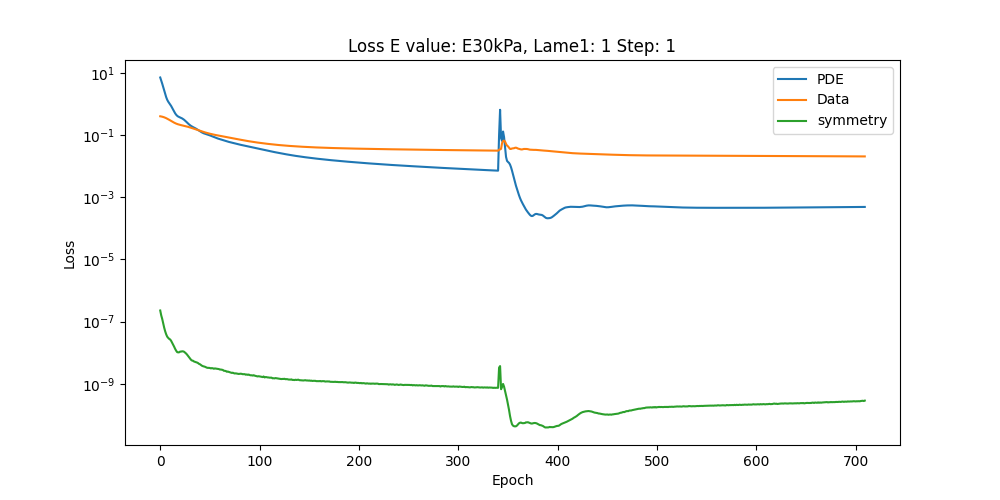 Loss E value: E30kPa, Lame1: 1 Step: 1
PDE
Data
symmetry
Loss
10^1
10^-1
10^-3
10^-5
10^-7
10^-9
0 100 200 300 400 500 600 700
Epoch